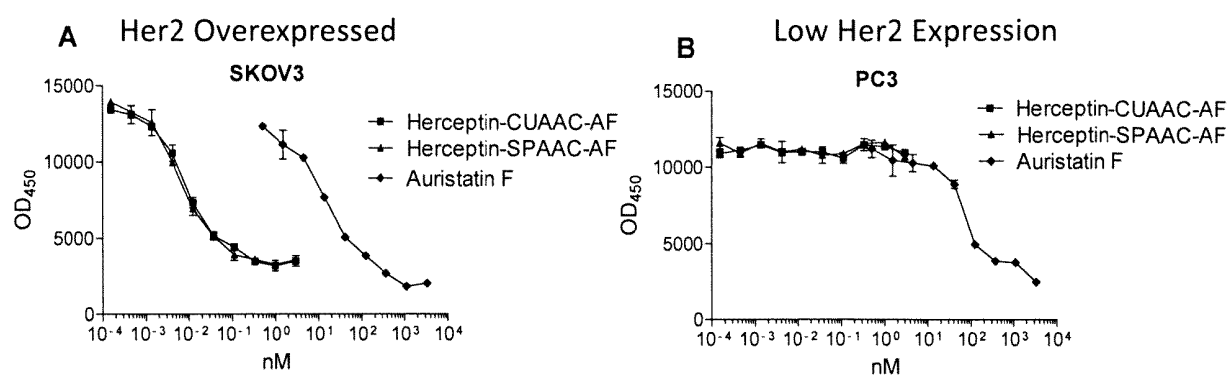 A Her2 Overexpressed
SKOV3
15000
10000
5000
0
OD450
10-4 10-3 10-2 10-1 100 101 102 103 104
nM
Herceptin-CUAAC-AF
Herceptin-SPAAC-AF
Auristatin F
B Low Her2 Expression
PC3
15000
10000
5000
0
OD450
10-4 10-3 10-2 10-1 100 101 102 103 104
nM
Herceptin-CUAAC-AF
Herceptin-SPAAC-AF
Auristatin F